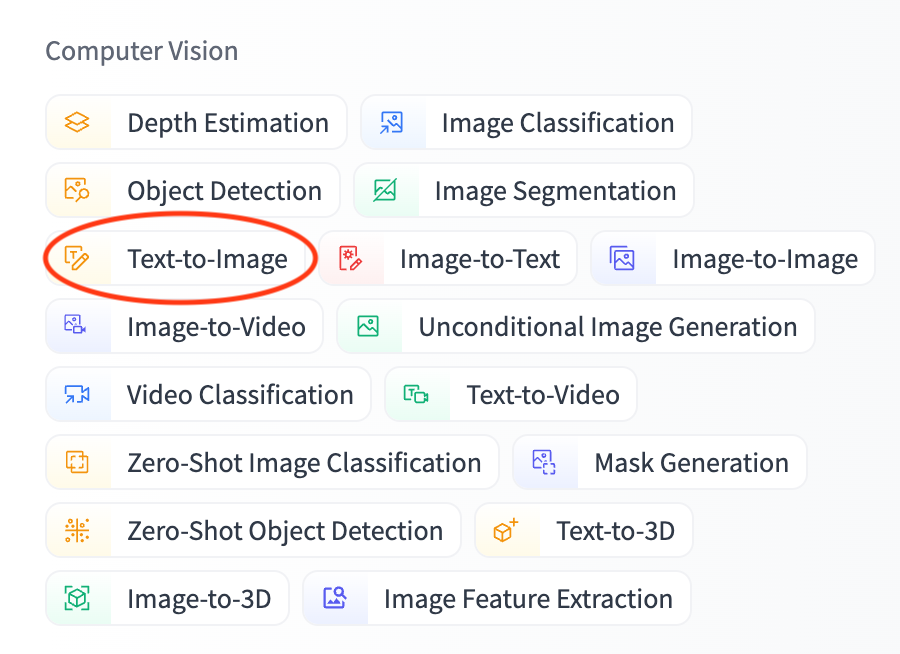 Computer Vision
Depth Estimation Image Classification
Object Detection Image Segmentation
Text-to-Image Image-to-Text Image-to-Image
Image-to-Video Unconditional Image Generation
Video Classification Text-to-Video
Zero-Shot Image Classification Mask Generation
Zero-Shot Object Detection Text-to-3D
Image-to-3D Image Feature Extraction